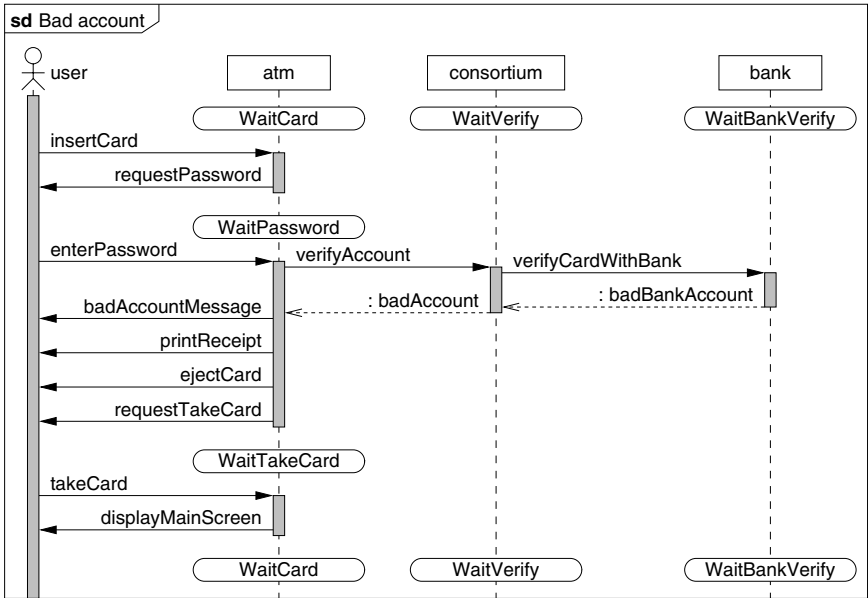 sd Bad account
user
atm
consortium
bank
WaitCard
WaitVerify
WaitBankVerify
insertCard
requestPassword
WaitPassword
enterPassword
verifyAccount
verifyCardWithBank
: badBankAccount
: badAccount
badAccountMessage
printReceipt
ejectCard
requestTakeCard
WaitTakeCard
takeCard
displayMainScreen
WaitCard
WaitVerify
WaitBankVerify